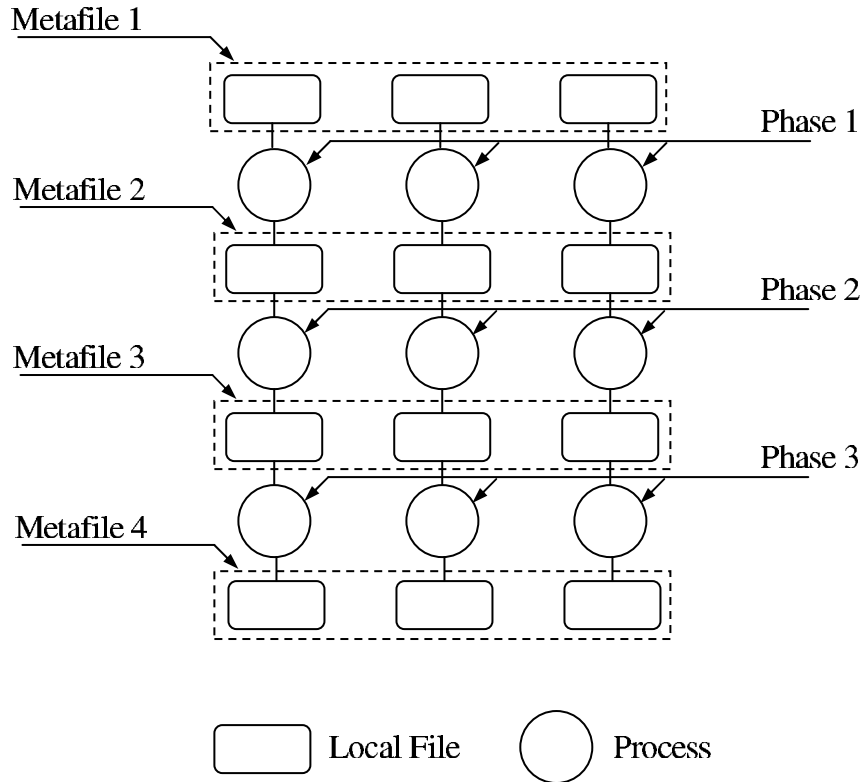 Metafile 1
Phase 1
Metafile 2
Phase 2
Metafile 3
Phase 3
Metafile 4
Local File
Process